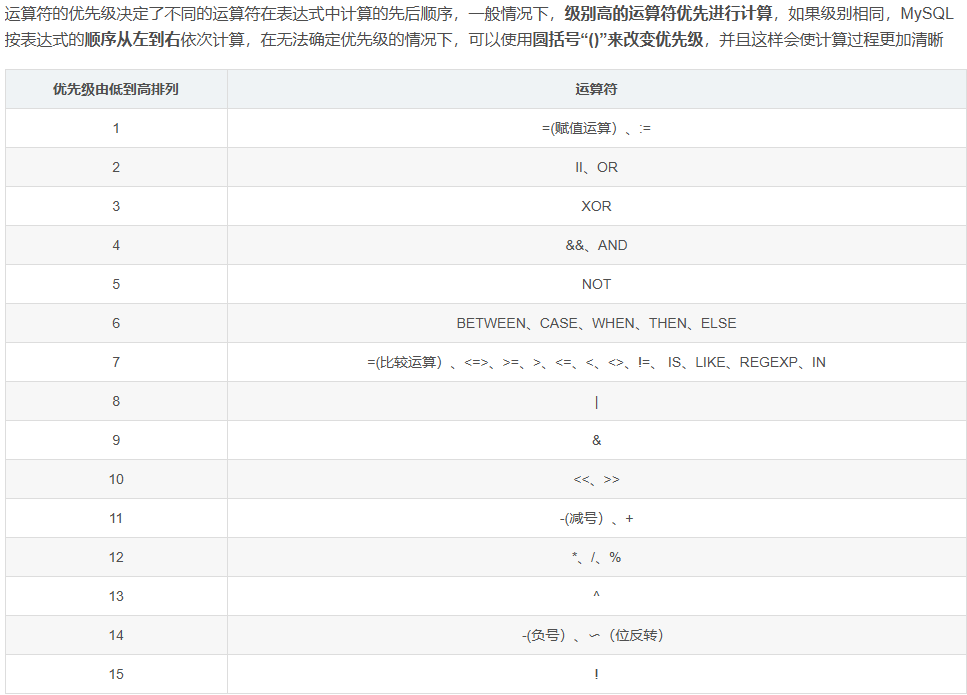 运算符的优先级决定了不同的运算符在表达式中计算的先后顺序，一般情况下，级别高的运算符优先进行计算，如果级别相同，MySQL
按表达式的顺序从左到右依次计算，在无法确定优先级的情况下，可以使用圆括号“()”来改变优先级，并且这样会使计算过程更加清晰
优先级由低到高排列 运算符
1 =(赋值运算）、:=
2 II、OR
3 XOR
4 &&、AND
5 NOT
6 BETWEEN、CASE、WHEN、THEN、ELSE
7 =(比较运算）、<=>、>=、>、<=、<、<>、!=、 IS、LIKE、REGEXP、IN
8 |
9 &
10 <<、>>
11 -(减号）、+
12 *、/、%
13 ^
14 -(负号）、∽（位反转）
15 !